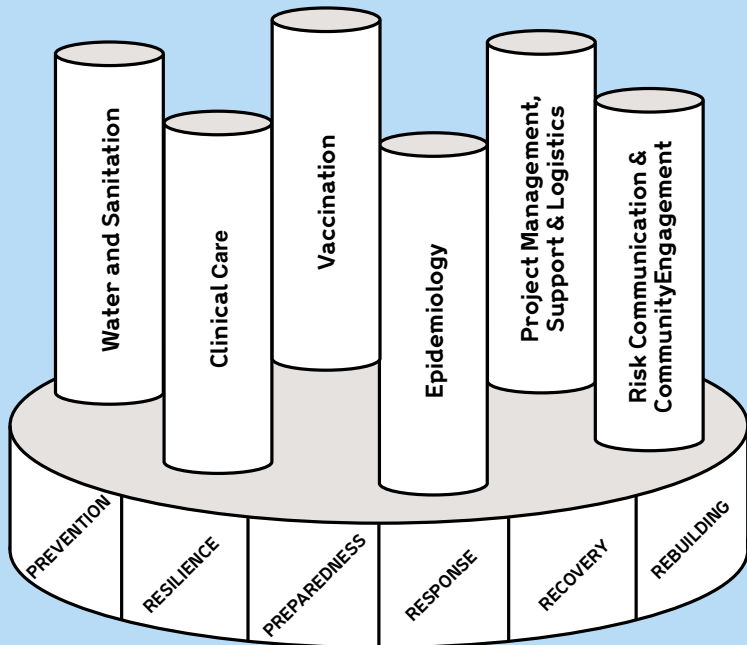 Water and Sanitation
Clinical Care
Vaccination
Epidemiology
Project Management,
Support & Logistics
Risk Communication &
CommunityEngagement
PREVENTION
RESILIENCE
PREPAREDNESS
RESPONSE
RECOVERY
REBUILDING